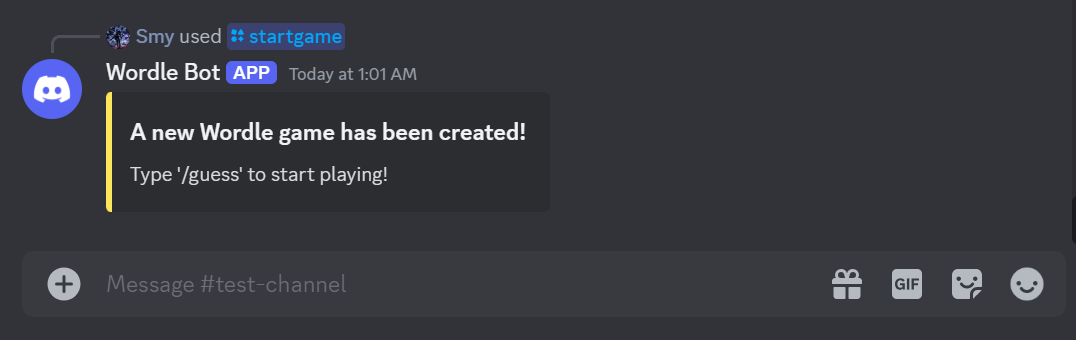 Smy used startgame
Wordle Bot APP Today at 1:01 AM
A new Wordle game has been created!
Type '/guess' to start playing!
Message #test-channel
GIF